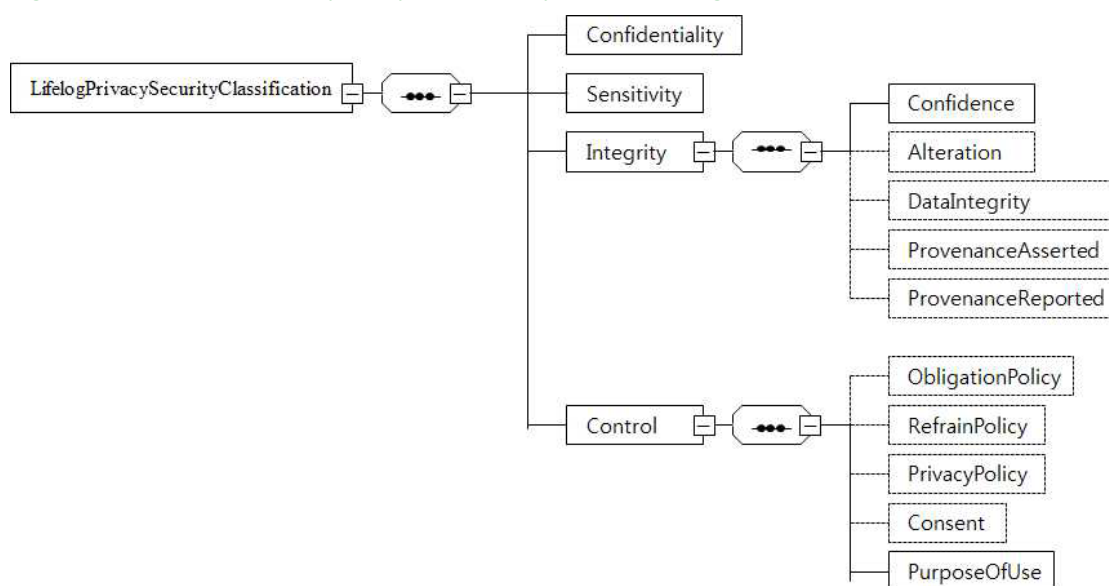 LifelogPrivacySecurityClassification
Confidentiality
Sensitivity
Integrity
Confidence
Alteration
DataIntegrity
ProvenanceAsserted
ProvenanceReported
Control
ObligationPolicy
RefrainPolicy
PrivacyPolicy
Consent
PurposeOfUse